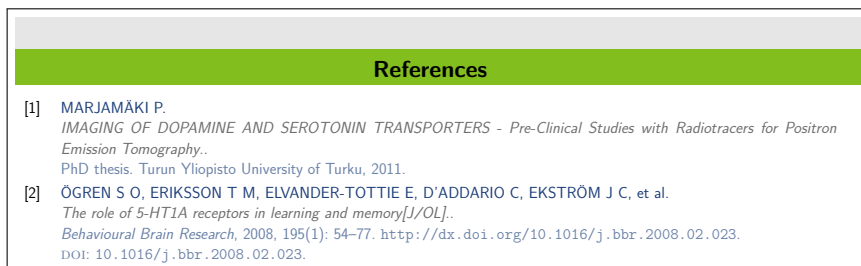 References
[1] MARJAMÄKI P.
IMAGING OF DOPAMINE AND SEROTONIN TRANSPORTERS - Pre-Clinical Studies with Radiotracers for Positron
Emission Tomography..
PhD thesis. Turun Yliopisto University of Turku, 2011.
[2] ÖGREN S O, ERIKSSON T M, ELVANDER-TOTTIE E, D'ADDARIO C, EKSTRÖM J C, et al.
The role of 5-HT1A receptors in learning and memory[J/OL]..
Behavioural Brain Research, 2008, 195(1): 54–77. http://dx.doi.org/10.1016/j.bbr.2008.02.023.
DOI: 10.1016/j.bbr.2008.02.023.